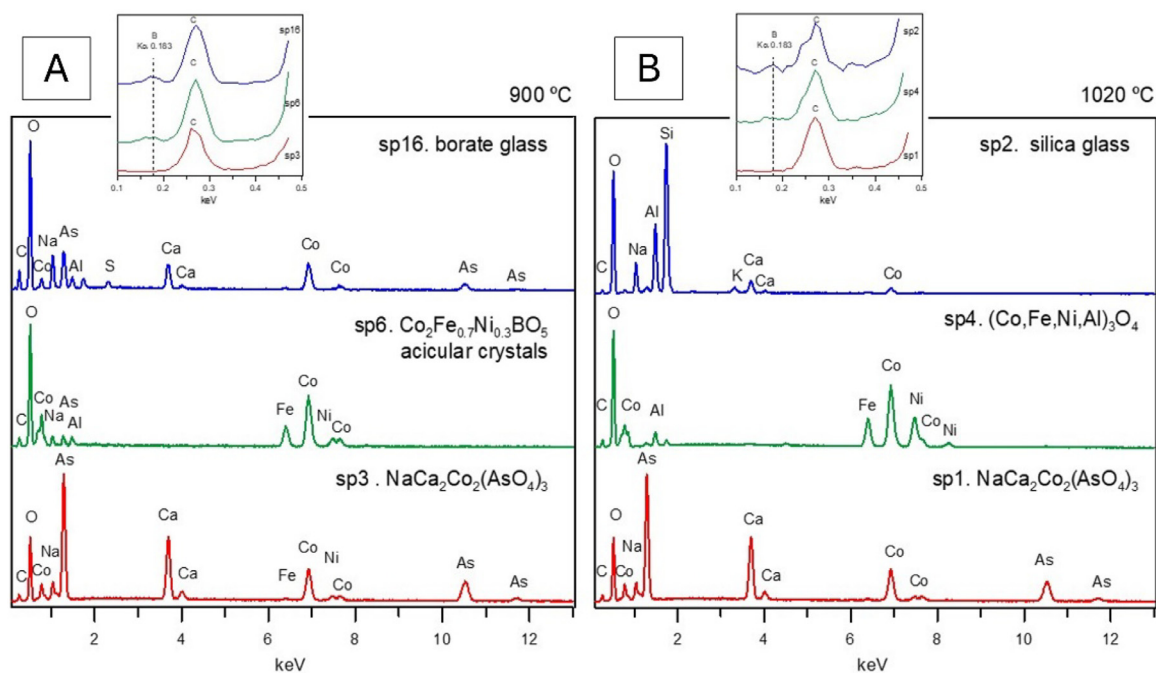 A
B
Kα 0.183
C
sp16
C
sp6
C
sp3
0.1 0.2 0.3 0.4 0.5
keV
900 ºC
O
sp16. borate glass
C
Co
Na
As
Al
S
Ca
Ca
Co
Co
As
As
O
sp6. Co2Fe0.7Ni0.3BO5
acicular crystals
C
Co
Na
As
Al
Fe
Co
Ni
Co
As
sp3 . NaCa2Co2(AsO4)3
O
C
Co
Na
Ca
Ca
Fe
Co
Ni
Co
As
As
2 4 6 8 10 12
keV
B
B
Kα 0.183
C
sp2
C
sp4
C
sp1
0.1 0.2 0.3 0.4 0.5
keV
1020 ºC
O
Si
sp2. silica glass
C
Na
Al
K
Ca
Ca
Co
O
sp4. (Co,Fe,Ni,Al)3O4
C
Co
Al
Fe
Co
Ni
Co
Ni
As
sp1. NaCa2Co2(AsO4)3
O
C
Co
Na
Ca
Ca
Co
Co
As
As
2 4 6 8 10 12
keV